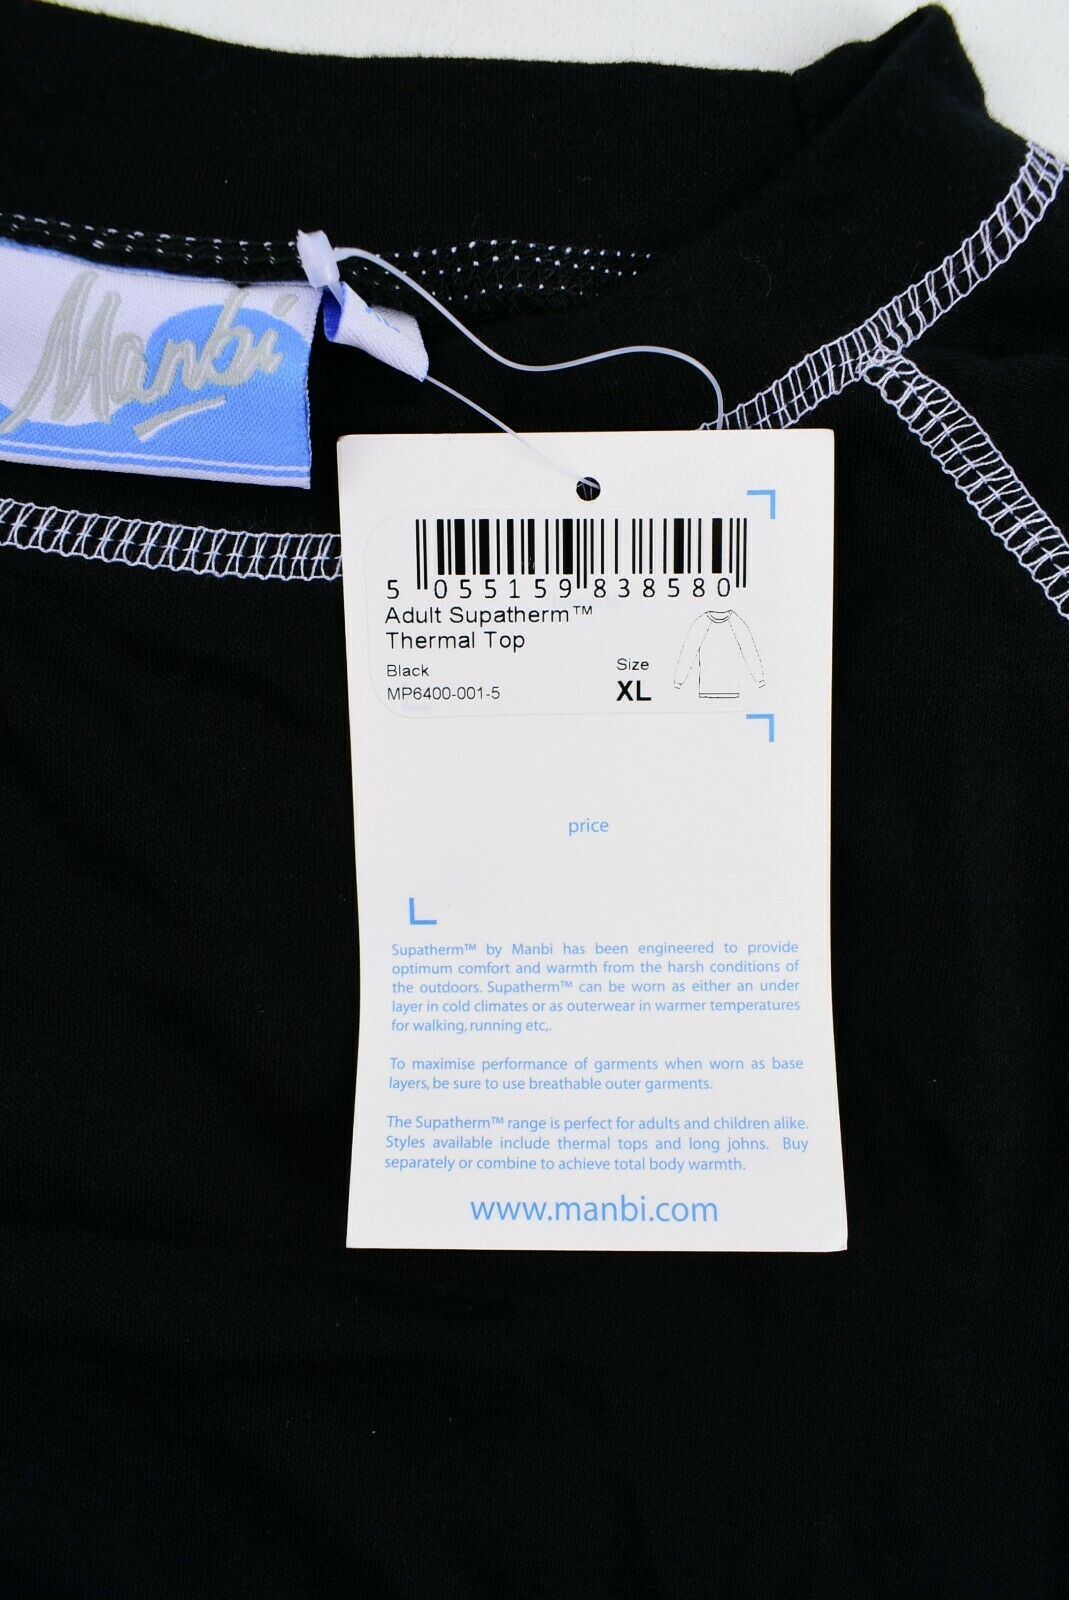 Manbi
5 055159 838580
Adult Supatherm™
Thermal Top
Black
MP6400-001-5
Size
XL
price
Supatherm™ by Manbi has been engineered to provide
optimum comfort and warmth from the harsh conditions of
the outdoors. Supatherm™ can be worn as either an under
layer in cold climates or as outerwear in warmer temperatures
for walking, running etc,.
To maximise performance of garments when worn as base
layers, be sure to use breathable outer garments.
The Supatherm™ range is perfect for adults and children alike.
Styles available include thermal tops and long johns. Buy
separately or combine to achieve total body warmth.
www.manbi.com